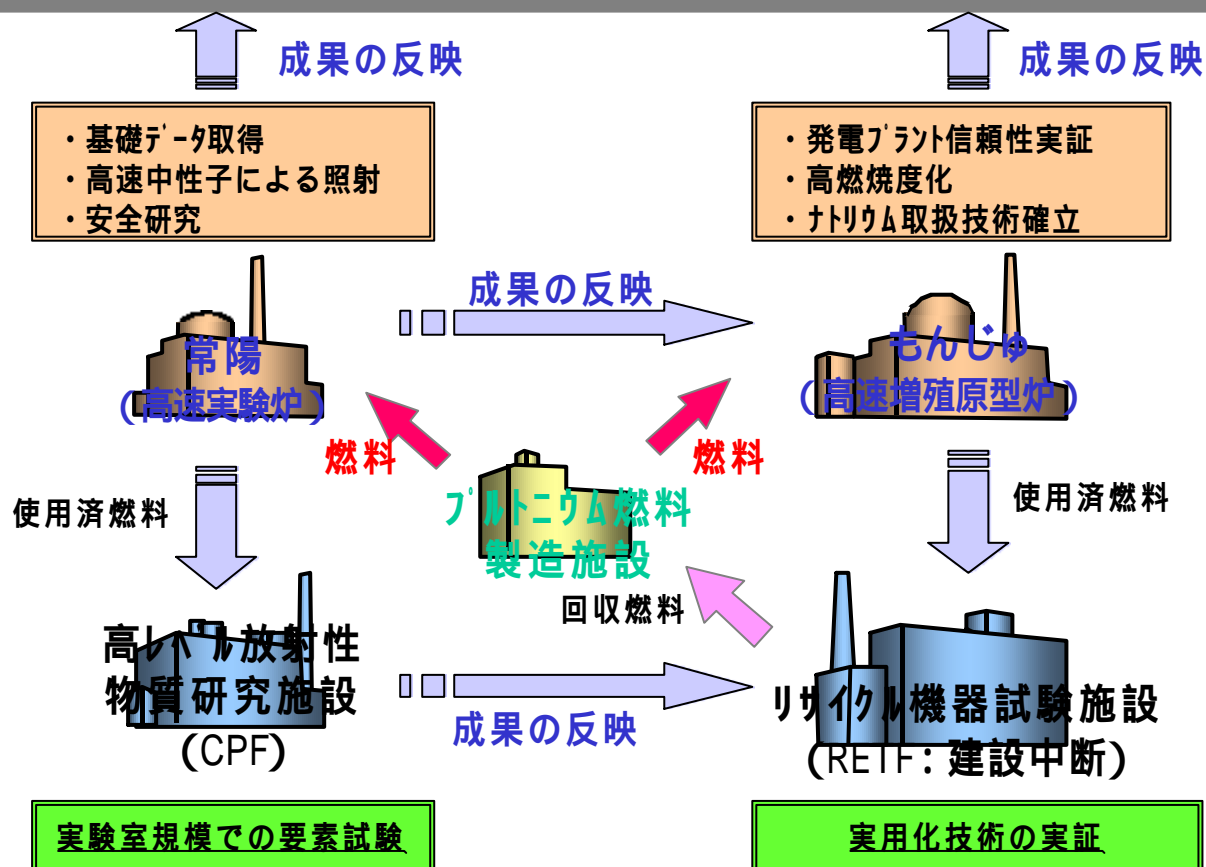 成果の反映
成果の反映
・基礎ﾃﾞｰﾀ取得
・高速中性子による照射
・安全研究
・発電ﾌﾟﾗﾝﾄ信頼性実証
・高燃焼度化
・ﾅﾄﾘｳﾑ取扱技術確立
成果の反映
常陽
(高速実験炉)
もんじゅ
(高速増殖原型炉)
燃料
燃料
使用済燃料
ﾌﾟﾙﾄﾆｳﾑ燃料
製造施設
使用済燃料
回収燃料
高ﾚﾍﾞﾙ放射性
物質研究施設
(CPF)
成果の反映
ﾘｻｲｸﾙ機器試験施設
(RETF:建設中断)
実験室規模での要素試験
実用化技術の実証